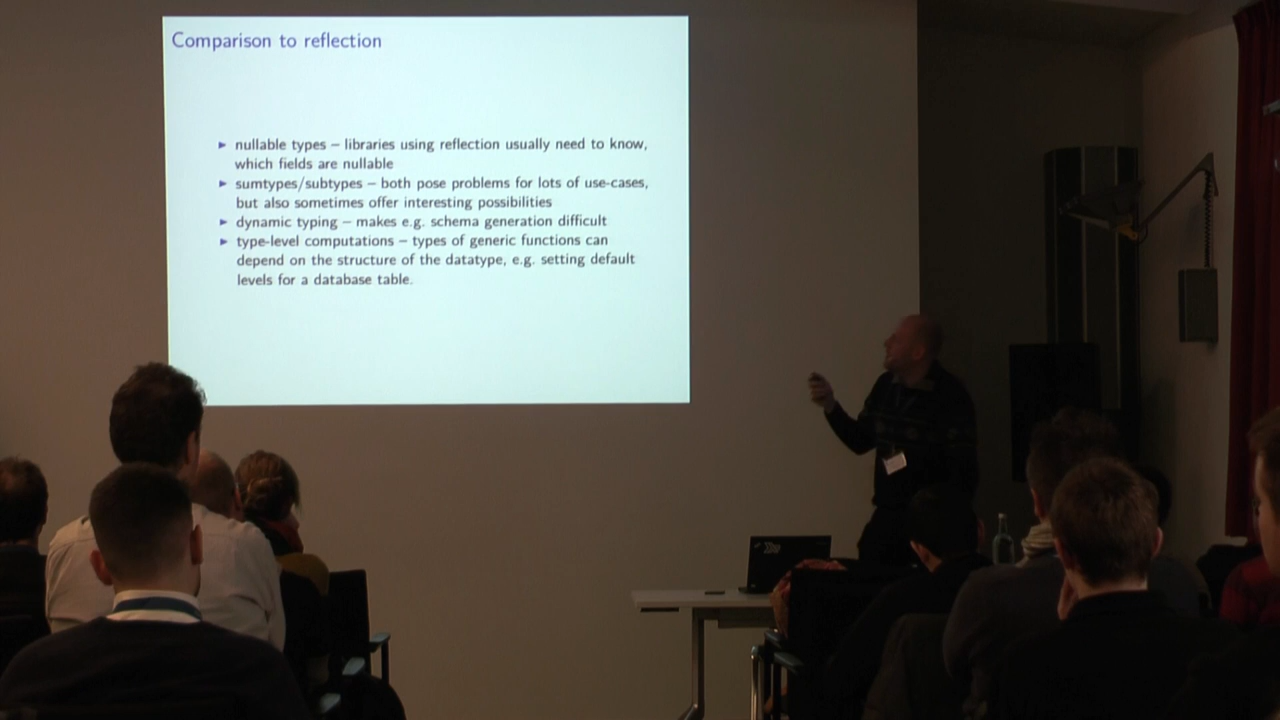 Comparison to reflection
► nullable types – libraries using reflection usually need to know,
which fields are nullable
► sumtypes/subtypes – both pose problems for lots of use-cases,
but also sometimes offer interesting possibilities
► dynamic typing – makes e.g. schema generation difficult
► type-level computations – types of generic functions can
depend on the structure of the datatype, e.g. setting default
levels for a database table.